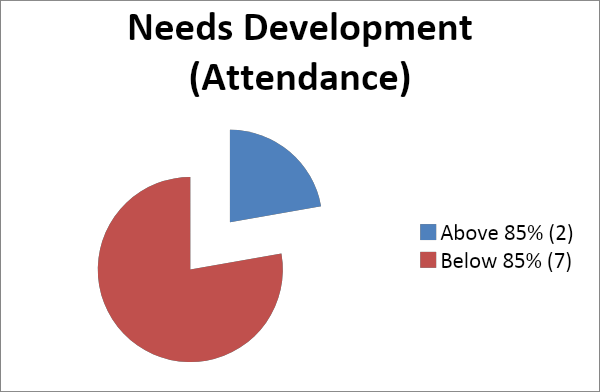 Needs Development
(Attendance)
Above 85% (2)
Below 85% (7)